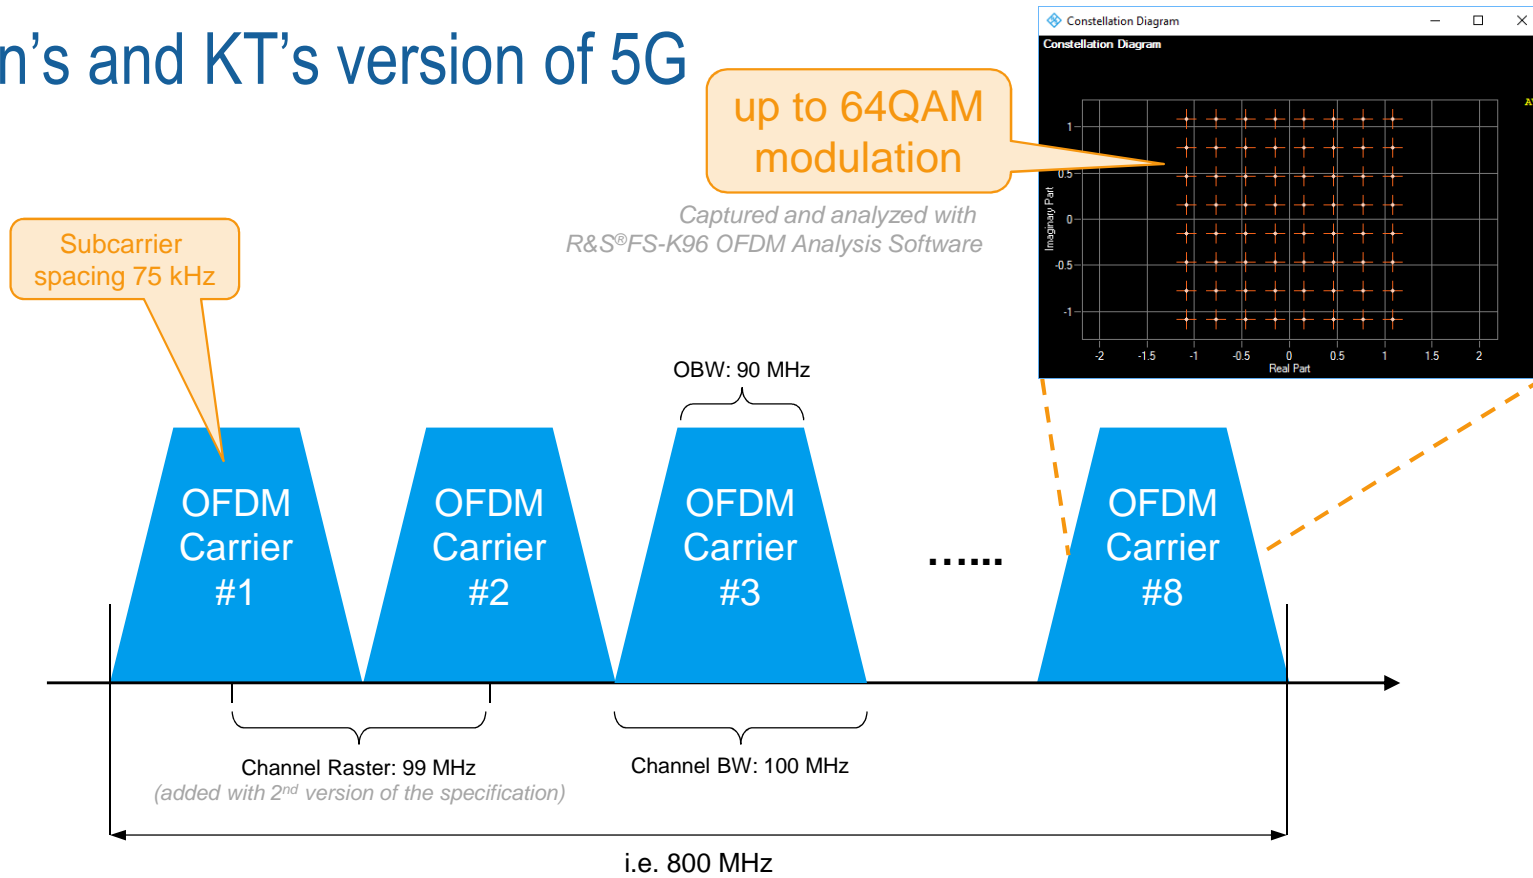 n's and KT's version of 5G
Constellation Diagram
Constellation Diagram
up to 64QAM
modulation
Captured and analyzed with
R&S®FS-K96 OFDM Analysis Software
Subcarrier
spacing 75 kHz
1
0.5
0
-0.5
-1
Imaginary Part
-2 -1.5 -1 -0.5 0 0.5 1 1.5 2
Real Part
OBW: 90 MHz
OFDM
Carrier
#1
OFDM
Carrier
#2
OFDM
Carrier
#3
…...
OFDM
Carrier
#8
Channel Raster: 99 MHz
(added with 2nd version of the specification)
Channel BW: 100 MHz
i.e. 800 MHz